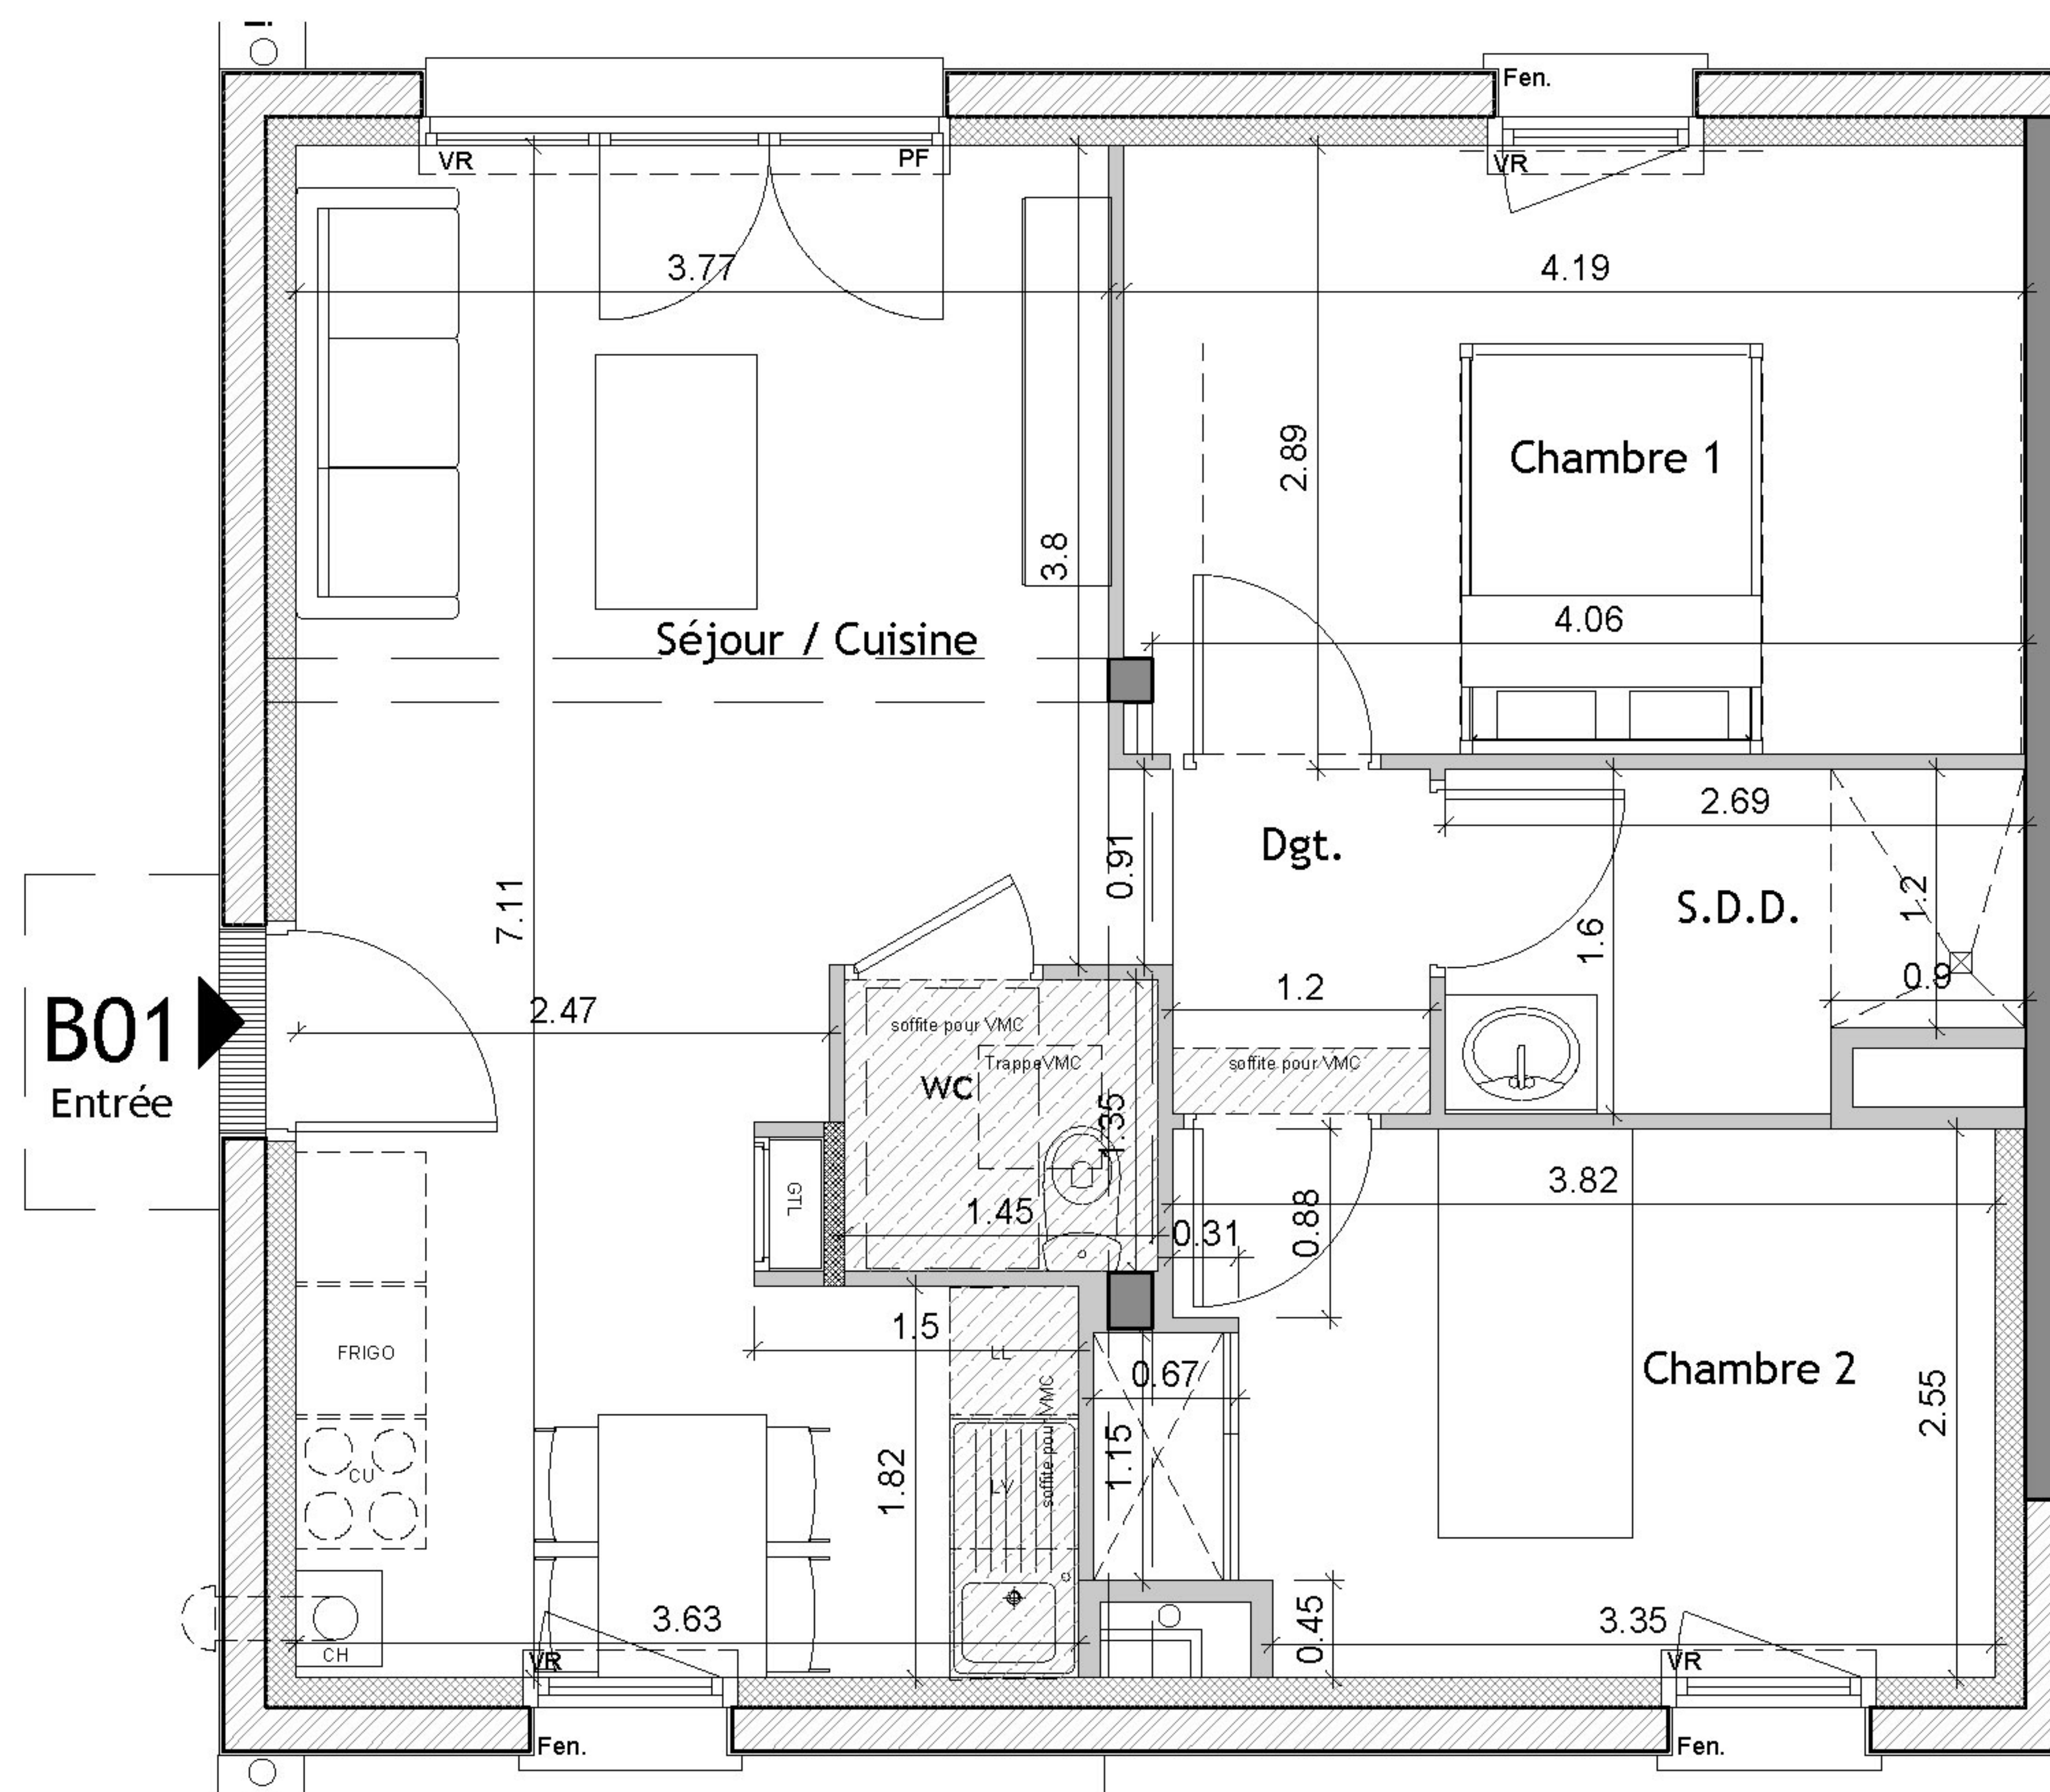 Fen.
VR
PF
VR
3.77
4.19
2.89
Chambre 1
3.8
4.06
Séjour / Cuisine
2.69
Dgt.
0.91
7.11
S.D.D.
1.2
1.6
0.9
B01
Entrée
2.47
1.2
soffite pour VMC
TrappeVMC
soffite pour VMC
WC
1.35
GTL
1.45
0.31
0.88
3.82
1.5
LL
FRIGO
0.67
Chambre 2
2.55
soffite pour VMC
1.15
1.82
CU
LV
3.63
0.45
3.35
CH
VR
VR
Fen.
Fen.